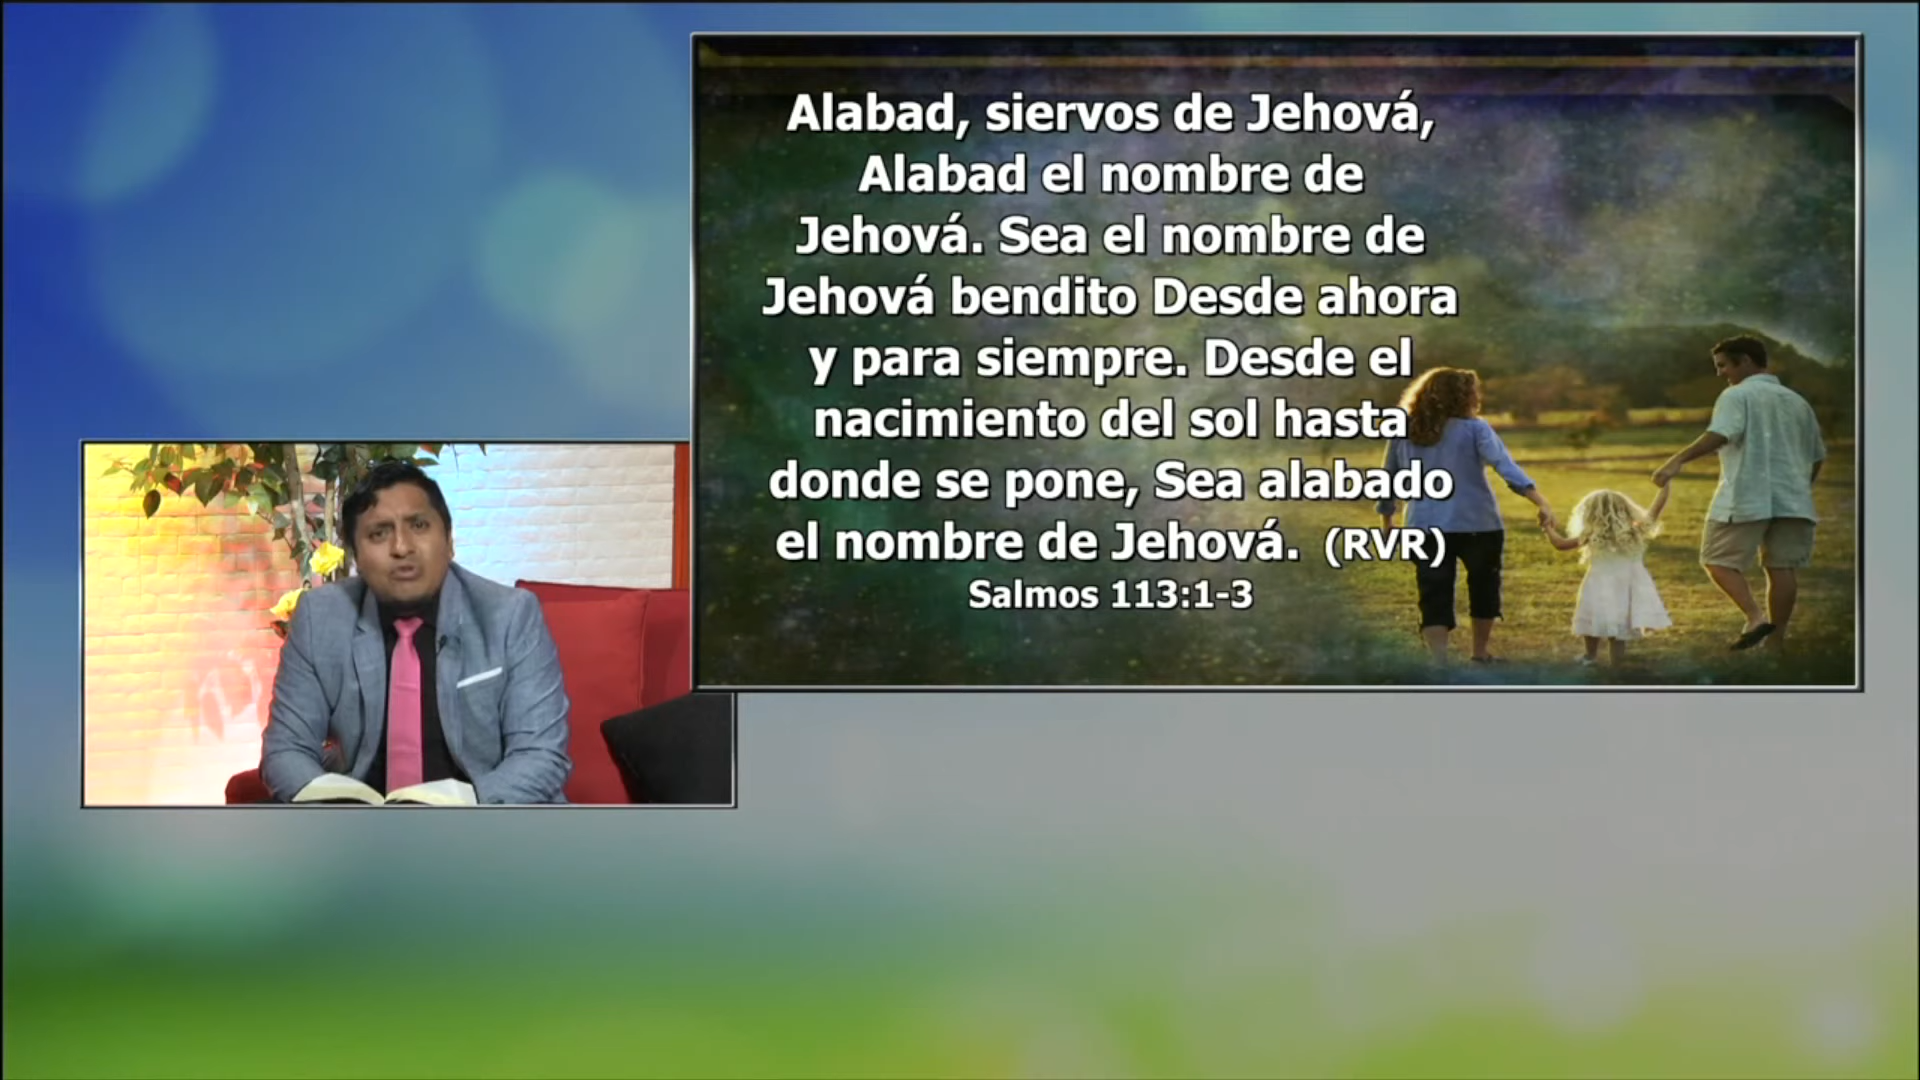 Alabad, siervos de Jehová,
Alabad el nombre de
Jehová. Sea el nombre de
Jehová bendito Desde ahora
y para siempre. Desde el
nacimiento del sol hasta
donde se pone, Sea alabado
el nombre de Jehová. (RVR)
Salmos 113:1-3